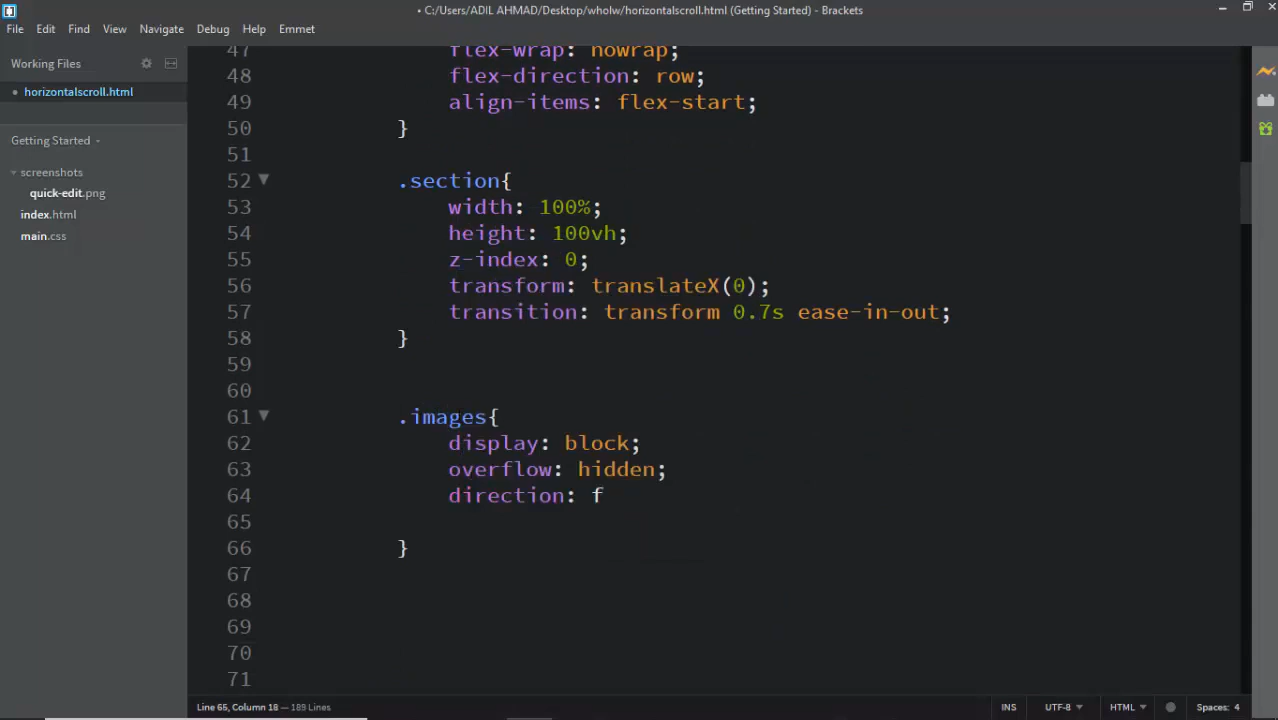 • C:/Users/ADIL AHMAD/Desktop/wholw/horizontalscroll.html (Getting Started) - Brackets
File Edit Find View Navigate Debug Help Emmet
Working Files
• horizontalscroll.html
Getting Started
screenshots
quick-edit.png
index.html
main.css
47 flex-wrap: nowrap;
48 flex-direction: row;
49 align-items: flex-start;
50 }
51
52 .section{
53 width: 100%;
54 height: 100vh;
55 z-index: 0;
56 transform: translateX(0);
57 transition: transform 0.7s ease-in-out;
58 }
59
60
61 .images{
62 display: block;
63 overflow: hidden;
64 direction: f
65
66 }
67
68
69
70
71
Line 65, Column 18 — 189 Lines
INS UTF-8 HTML Spaces: 4